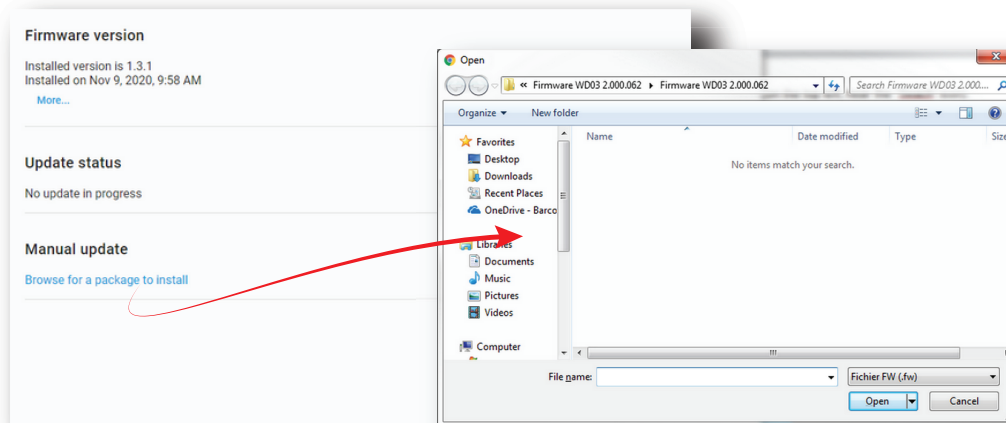 Firmware version
Installed version is 1.3.1
Installed on Nov 9, 2020, 9:58 AM
More...
Update status
No update in progress
Manual update
Browse for a package to install
Open
« Firmware WD03 2.000.062 Firmware WD03 2.000.062
Search Firmware WD03 2.000....
Organize New folder
Name Date modified Type Size
No items match your search.
Favorites
Desktop
Downloads
Recent Places
OneDrive - Barco
Libraries
Documents
Music
Pictures
Videos
Computer
File name:
Fichier FW (.fw)
Open Cancel